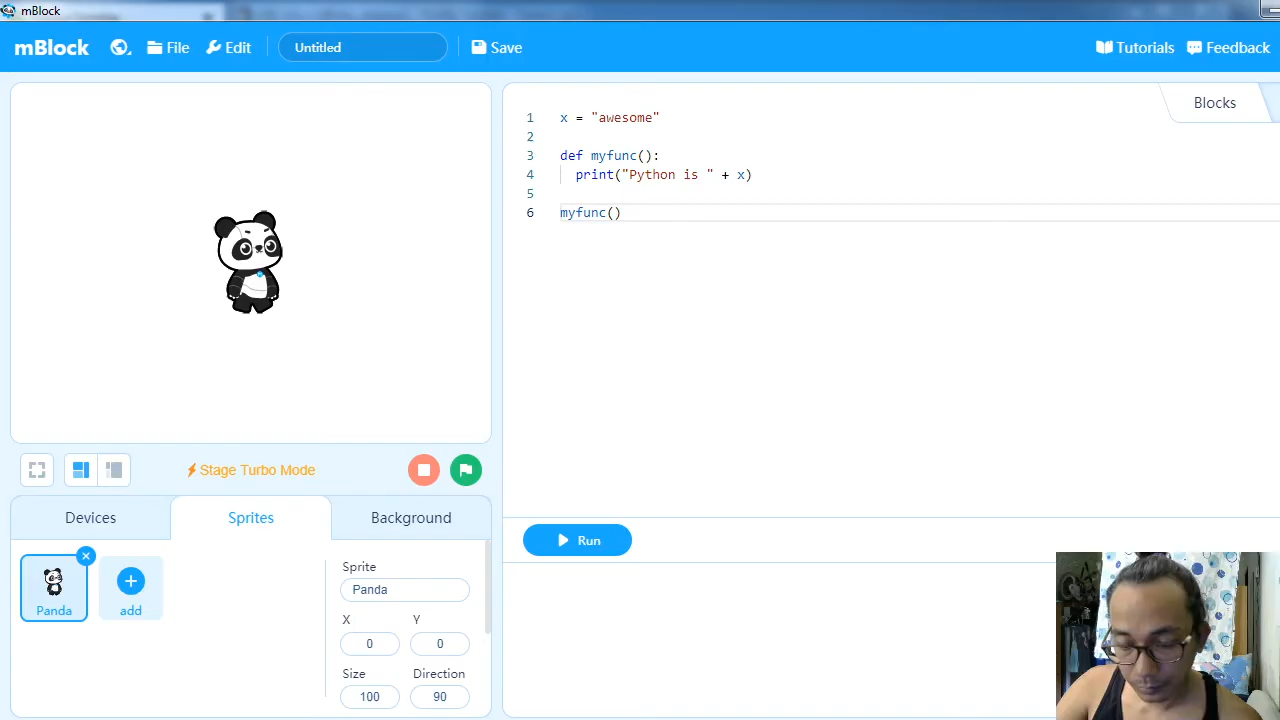 mBlock
mBlock File Edit Untitled Save Tutorials Feedback
Blocks
1 x = "awesome"
2
3 def myfunc():
4 print("Python is " + x)
5
6 myfunc()
Stage Turbo Mode
Devices Sprites Background
Run
Panda
add
Sprite
Panda
X Y
0 0
Size Direction
100 90